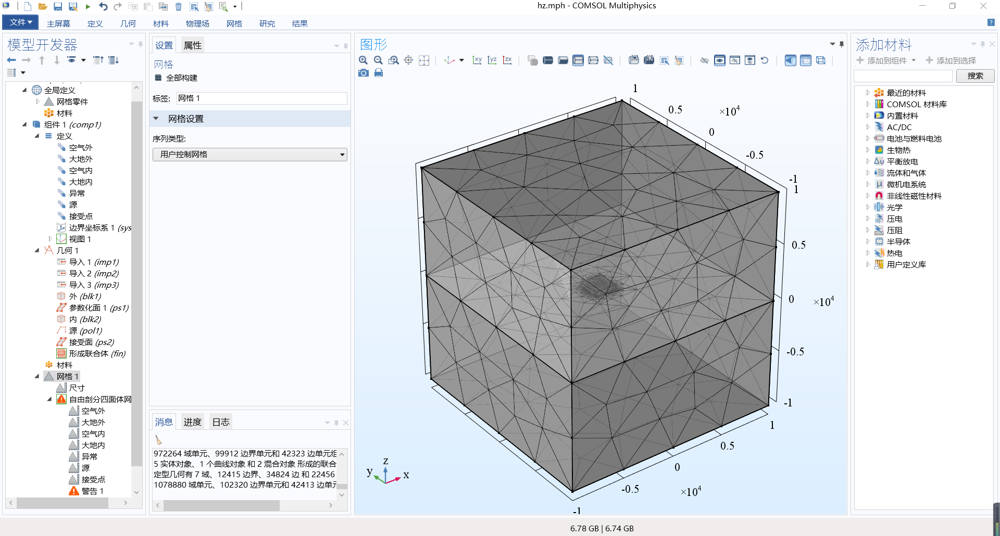 hz.mph - COMSOL Multiphysics
文件
主屏幕
定义
几何
材料
物理场
网格
研究
结果
模型开发器
全局定义
网格零件
材料
组件 1 (comp1)
定义
空气外
大地外
空气内
大地内
异常
源
接受点
边界坐标系 1 (sys
视图 1
几何 1
导入 1 (imp1)
导入 2 (imp2)
导入 3 (imp3)
外 (blk1)
参数化面 1 (ps1)
内 (blk2)
源 (pol1)
接受面 (ps2)
形成联合体 (fin)
材料
网格 1
尺寸
自由剖分四面体网
空气外
大地外
空气内
大地内
异常
源
接受点
警告 1
设置
属性
网格
全部构建
标签: 网格 1
网格设置
序列类型:
用户控制网格
消息
进度
日志
972264 域单元、99912 边界单元和 42323 边单元组
5 实体对象、1 个曲线对象 和 2 混合对象 形成的联合
定型几何有 7 域、12415 边界、34824 边 和 22456
1078880 域单元、102320 边界单元和 42413 边单元
图形
xy
yz
zx
1
0.5
×10⁴
0
-0.5
-1
1
0.5
0
×10⁴
-0.5
-1
1
0.5
0
×10⁴
-0.5
-1
z
y
x
添加材料
添加到组件
添加到选择
搜索
最近的材料
COMSOL 材料库
内置材料
AC/DC
电池与燃料电池
生物热
平衡放电
流体和气体
微机电系统
非线性磁性材料
光学
压电
压阻
半导体
热电
用户定义库
6.78 GB | 6.74 GB